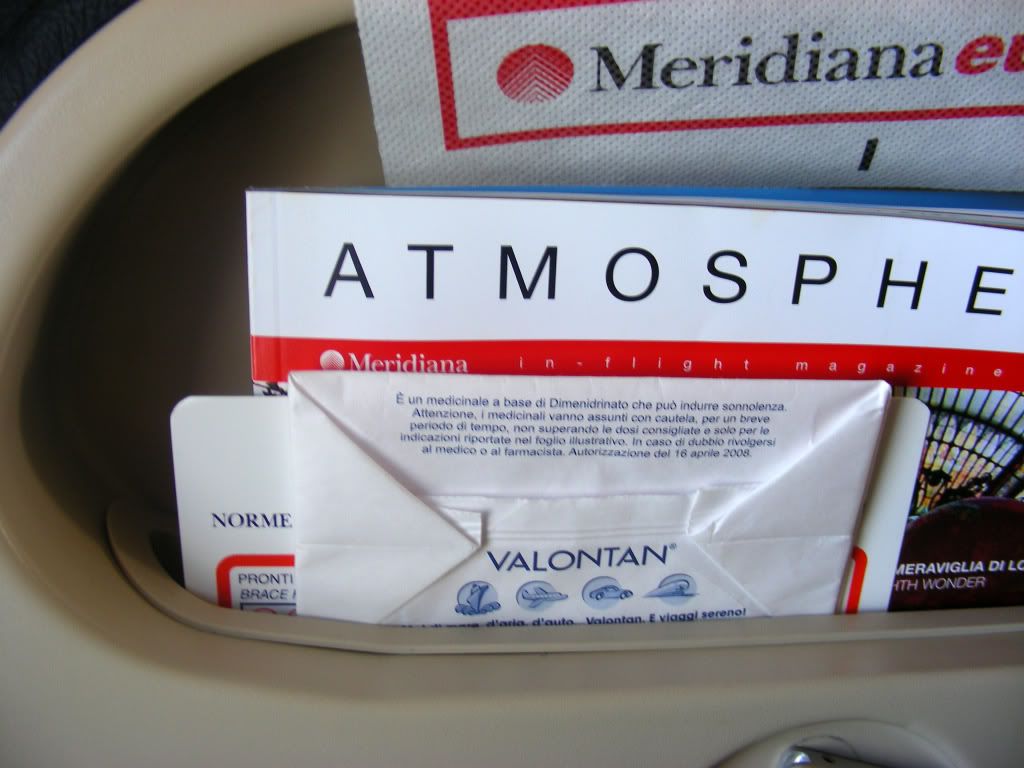 Meridiana
ATMOSPHE
Meridiana in-flight magazine
È un medicinale a base di Dimenidrinato che può indurre sonnolenza.
Attenzione, i medicinali vanno assunti con cautela, per un breve
periodo di tempo, non superando le dosi consigliate e solo per le
indicazioni riportate nel foglio illustrativo. In caso di dubbio rivolgersi
al medico o al farmacista. Autorizzazione del 16 aprile 2008.
NORME
VALONTAN®
PRONTI
BRACE
MERAVIGLIA DI LO
HTH WONDER
d'aria, d'auto. Valontan. E viaggi sereno!